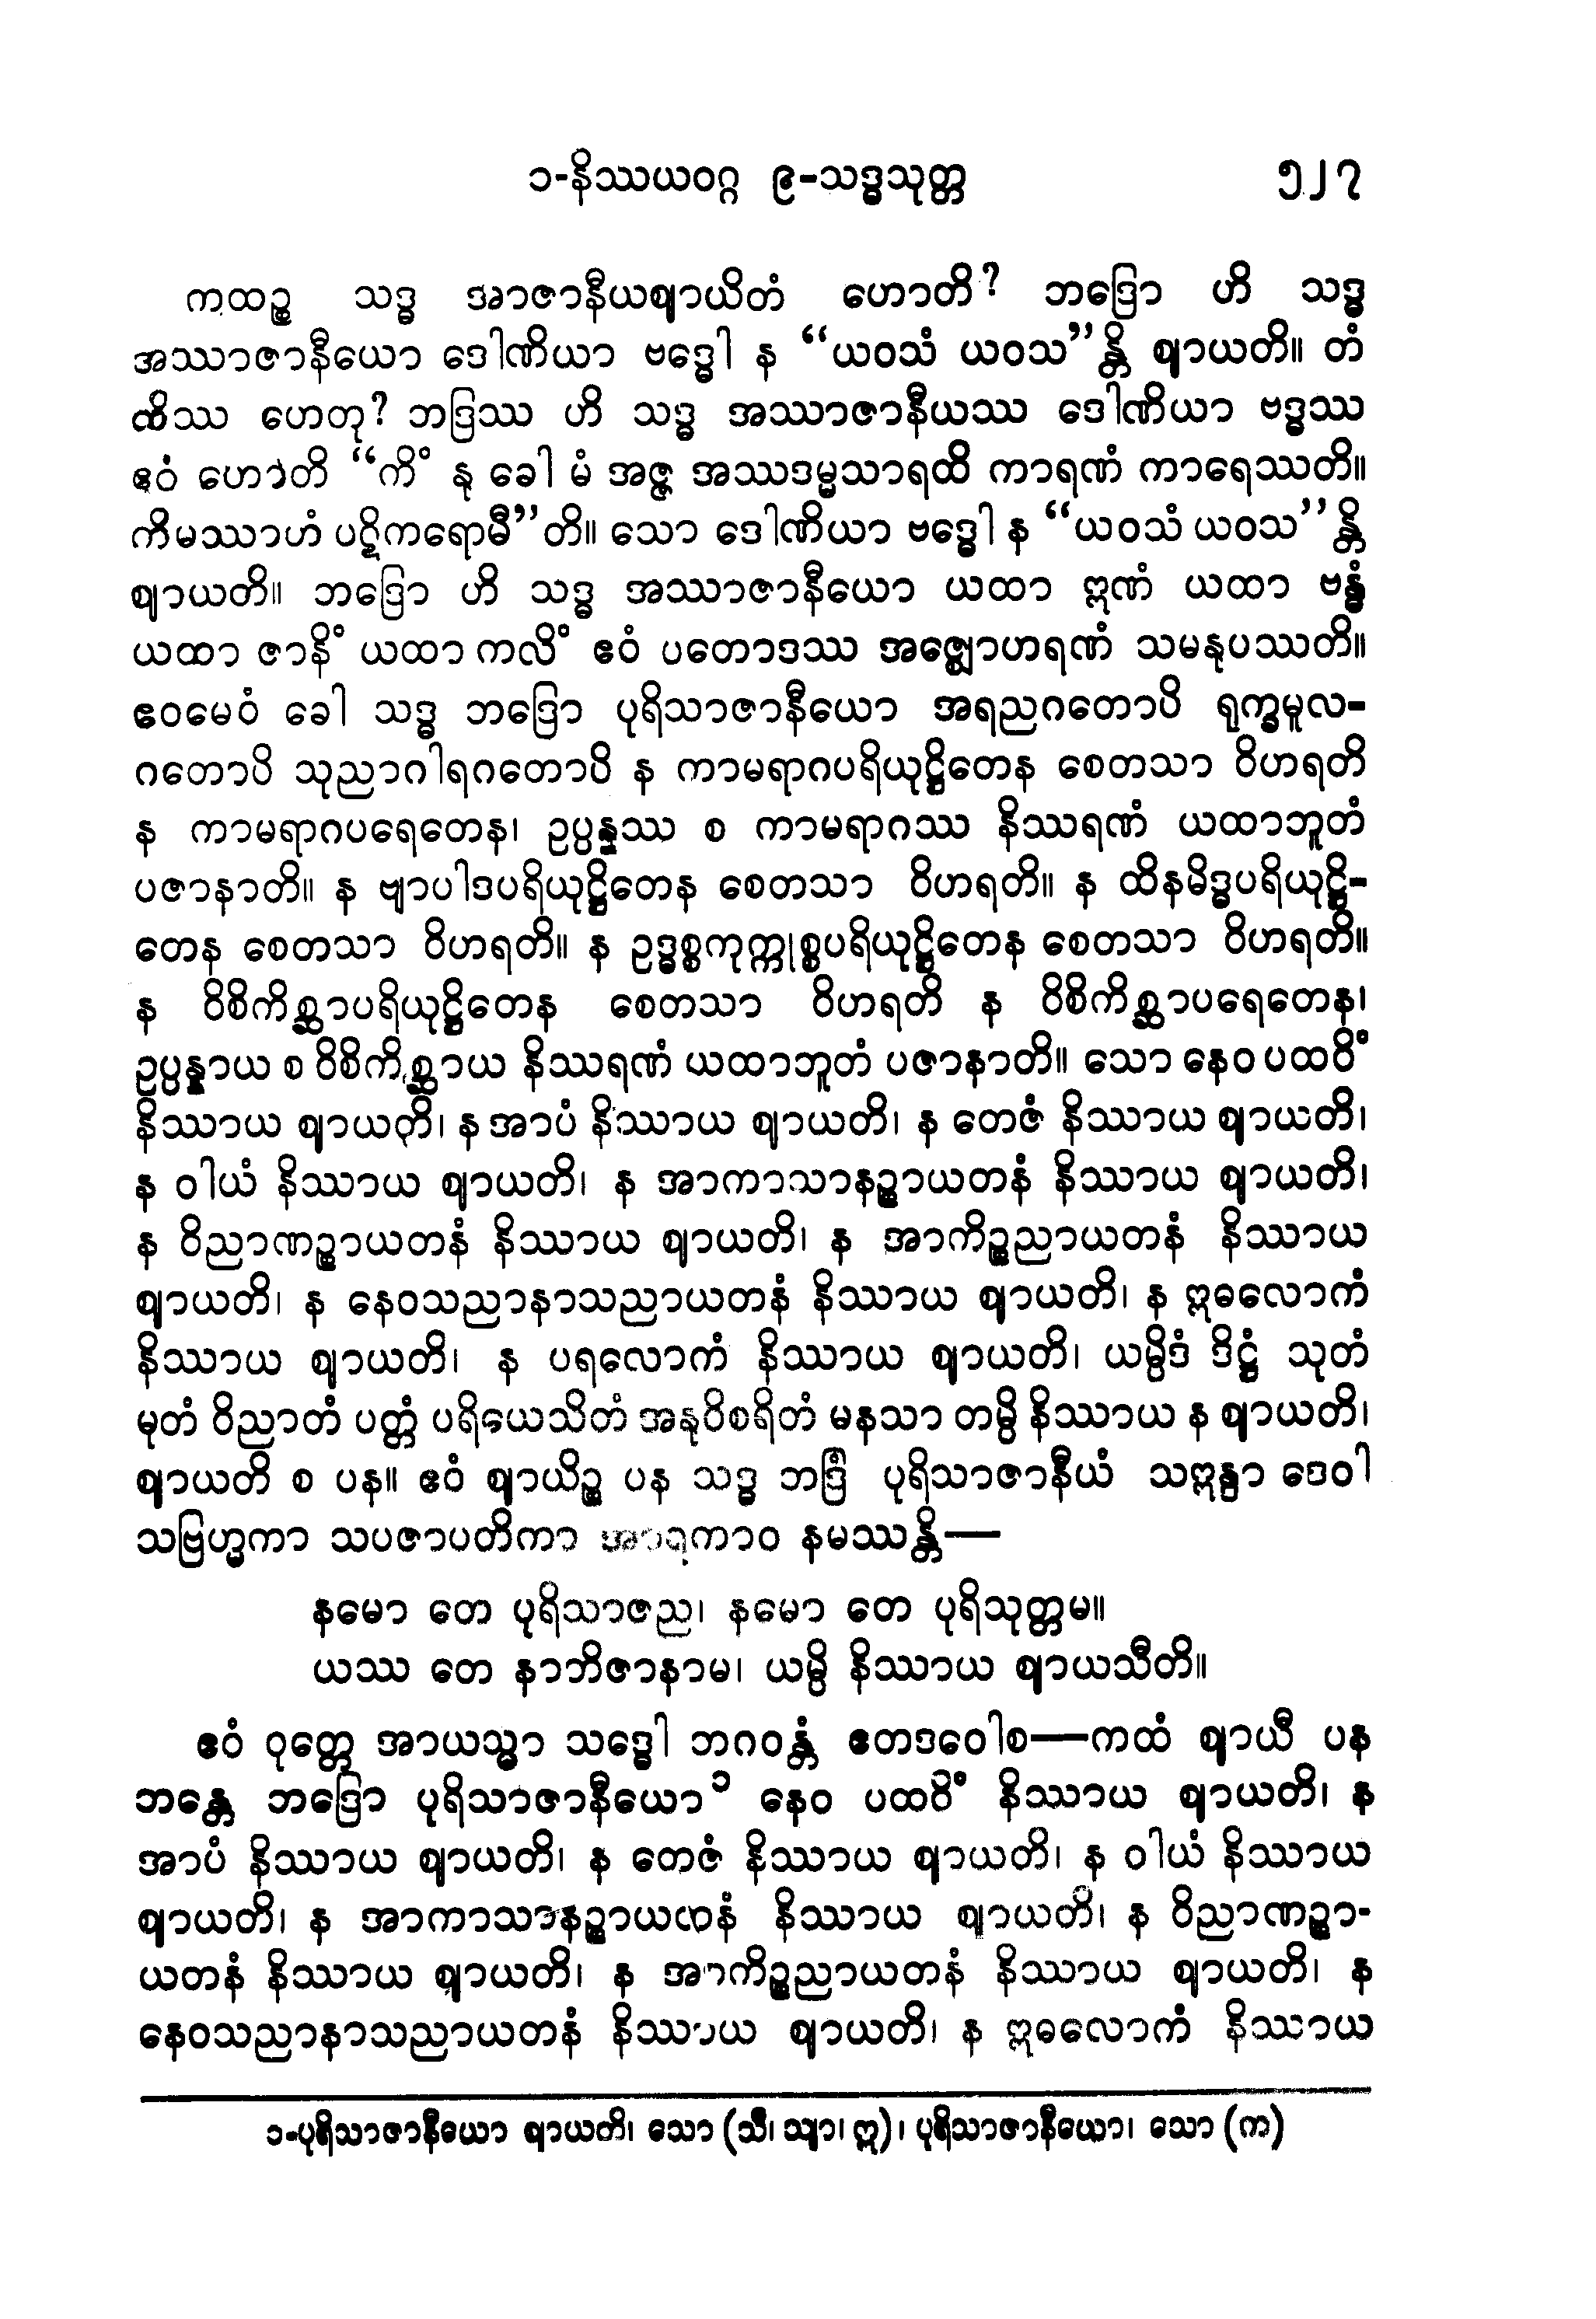 ၁-နိဿယဝဂ္ဂ ၉-သဒ္ဓသုတ္တ ၅၂၇
ကထဉ္စ သဒ္ဓ အာဇာနီယဈာယိတံ ဟောတိ? ဘဒြော ဟိ သဒ္ဓ
အဿာဇာနီယော ဒေါဏိယာ ဗဒ္ဓေါ န “ယဝသံ ယဝသ”န္တိ ဈာယတိ။ တံ
ကိဿ ဟေတု? ဘဒြဿ ဟိ သဒ္ဓ အဿာဇာနီယဿ ဒေါဏိယာ ဗဒ္ဓဿ
ဧဝံ ဟောတိ “ကိံ နု ခေါ မံ အဇ္ဇ အဿဒမ္မသာရထိ ကာရဏံ ကာရေဿတိ။
ကိမဿာဟံ ပဋိကရောမီ”တိ။ သော ဒေါဏိယာ ဗဒ္ဓေါ န “ယဝသံ ယဝသ”န္တိ
ဈာယတိ။ ဘဒြော ဟိ သဒ္ဓ အဿာဇာနီယော ယထာ ဣဏံ ယထာ ဗန္ဓံ
ယထာ ဇာနိံ ယထာ ကလိံ ဧဝံ ပတောဒဿ အဇ္ဈောဟရဏံ သမနုပဿတိ။
ဧဝမေဝံ ခေါ သဒ္ဓ ဘဒြော ပုရိသာဇာနီယော အရညဂတောပိ ရုက္ခမူလ-
ဂတောပိ သုညာဂါရဂတောပိ န ကာမရာဂပရိယုဋ္ဌိတေန စေတသာ ဝိဟရတိ
န ကာမရာဂပရေတေန၊ ဥပ္ပန္နဿ စ ကာမရာဂဿ နိဿရဏံ ယထာဘူတံ
ပဇာနာတိ။ န ဗျာပါဒပရိယုဋ္ဌိတေန စေတသာ ဝိဟရတိ။ န ထိနမိဒ္ဓပရိယုဋ္ဌိ-
တေန စေတသာ ဝိဟရတိ။ န ဥဒ္ဓစ္စကုက္ကုစ္စပရိယုဋ္ဌိတေန စေတသာ ဝိဟရတိ။
န ဝိစိကိစ္ဆာပရိယုဋ္ဌိတေန စေတသာ ဝိဟရတိ န ဝိစိကိစ္ဆာပရေတေန၊
ဥပ္ပန္နာယ စ ဝိစိကိစ္ဆာယ နိဿရဏံ ယထာဘူတံ ပဇာနာတိ။ သော နေဝ ပထဝိံ
နိဿာယ ဈာယတိ၊ န အာပံ နိဿာယ ဈာယတိ၊ န တေဇံ နိဿာယ ဈာယတိ၊
န ဝါယံ နိဿာယ ဈာယတိ၊ န အာကာသာနဉ္စာယတနံ နိဿာယ ဈာယတိ၊
န ဝိညာဏဉ္စာယတနံ နိဿာယ ဈာယတိ၊ န အာကိဉ္စညာယတနံ နိဿာယ
ဈာယတိ၊ န နေဝသညာနာသညာယတနံ နိဿာယ ဈာယတိ၊ န ဣဓလောကံ
နိဿာယ ဈာယတိ၊ န ပရလောကံ နိဿာယ ဈာယတိ၊ ယမ္ပိဒံ ဒိဋ္ဌံ သုတံ
မုတံ ဝိညာတံ ပတ္တံ ပရိယေသိတံ အနုဝိစရိတံ မနသာ တမ္ပိ နိဿာယ န ဈာယတိ၊
ဈာယတိ စ ပန။ ဧဝံ ဈာယိဉ္စ ပန သဒ္ဓ ဘဒြံ ပုရိသာဇာနီယံ သဣန္ဒာ ဒေဝါ
သဗြဟ္မကာ သပဇာပတိကာ အာရကာဝ နမဿန္တိ—
နမော တေ ပုရိသာဇည၊ နမော တေ ပုရိသုတ္တမ။
ယဿ တေ နာဘိဇာနာမ၊ ယမ္ပိ နိဿာယ ဈာယသီတိ။
ဧဝံ ဝုတ္တေ အာယသ္မာ သဒ္ဓေါ ဘဂဝန္တံ ဧတဒဝေါစ—ကထံ ဈာယီ ပန
ဘန္တေ ဘဒြော ပုရိသာဇာနီယော၁ နေဝ ပထဝိံ နိဿာယ ဈာယတိ၊ န
အာပံ နိဿာယ ဈာယတိ၊ န တေဇံ နိဿာယ ဈာယတိ၊ န ဝါယံ နိဿာယ
ဈာယတိ၊ န အာကာသာနဉ္စာယတနံ နိဿာယ ဈာယတိ၊ န ဝိညာဏဉ္စာ-
ယတနံ နိဿာယ ဈာယတိ၊ န အာကိဉ္စညာယတနံ နိဿာယ ဈာယတိ၊ န
နေဝသညာနာသညာယတနံ နိဿာယ ဈာယတိ၊ န ဣဓလောကံ နိဿာယ
၁-ပုရိသာဇာနီယော ဈာယတိ၊ သော (သီ၊ သျာ၊ ဣ)၊ ပုရိသာဇာနီယော၊ သော (က)